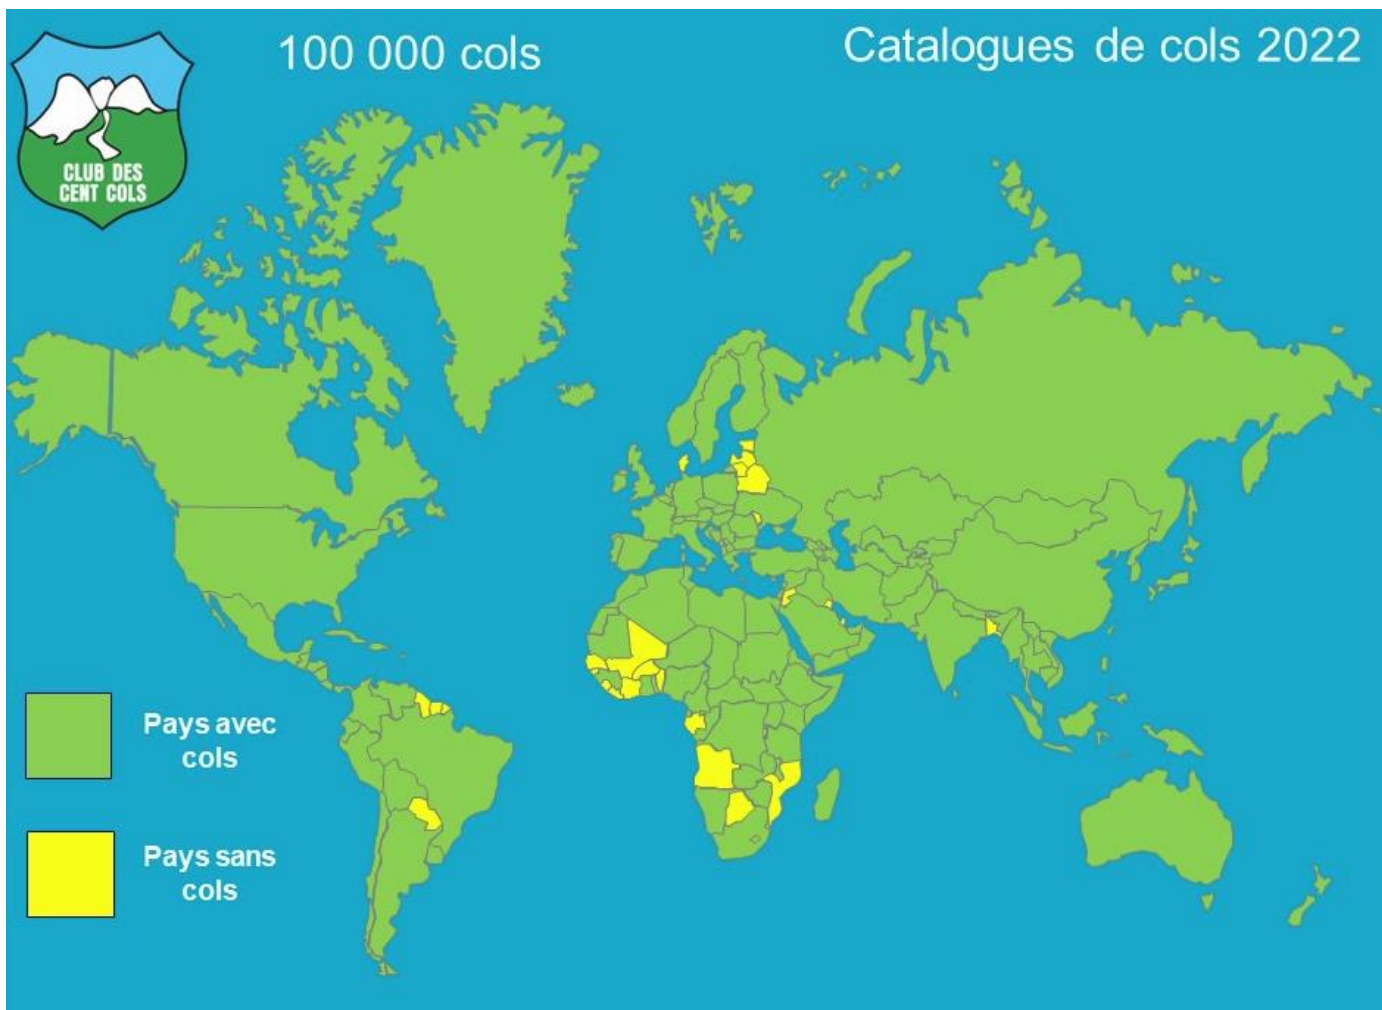 100 000 cols
Catalogues de cols 2022
CLUB DES
CENT COLS
Pays avec
cols
Pays sans
cols